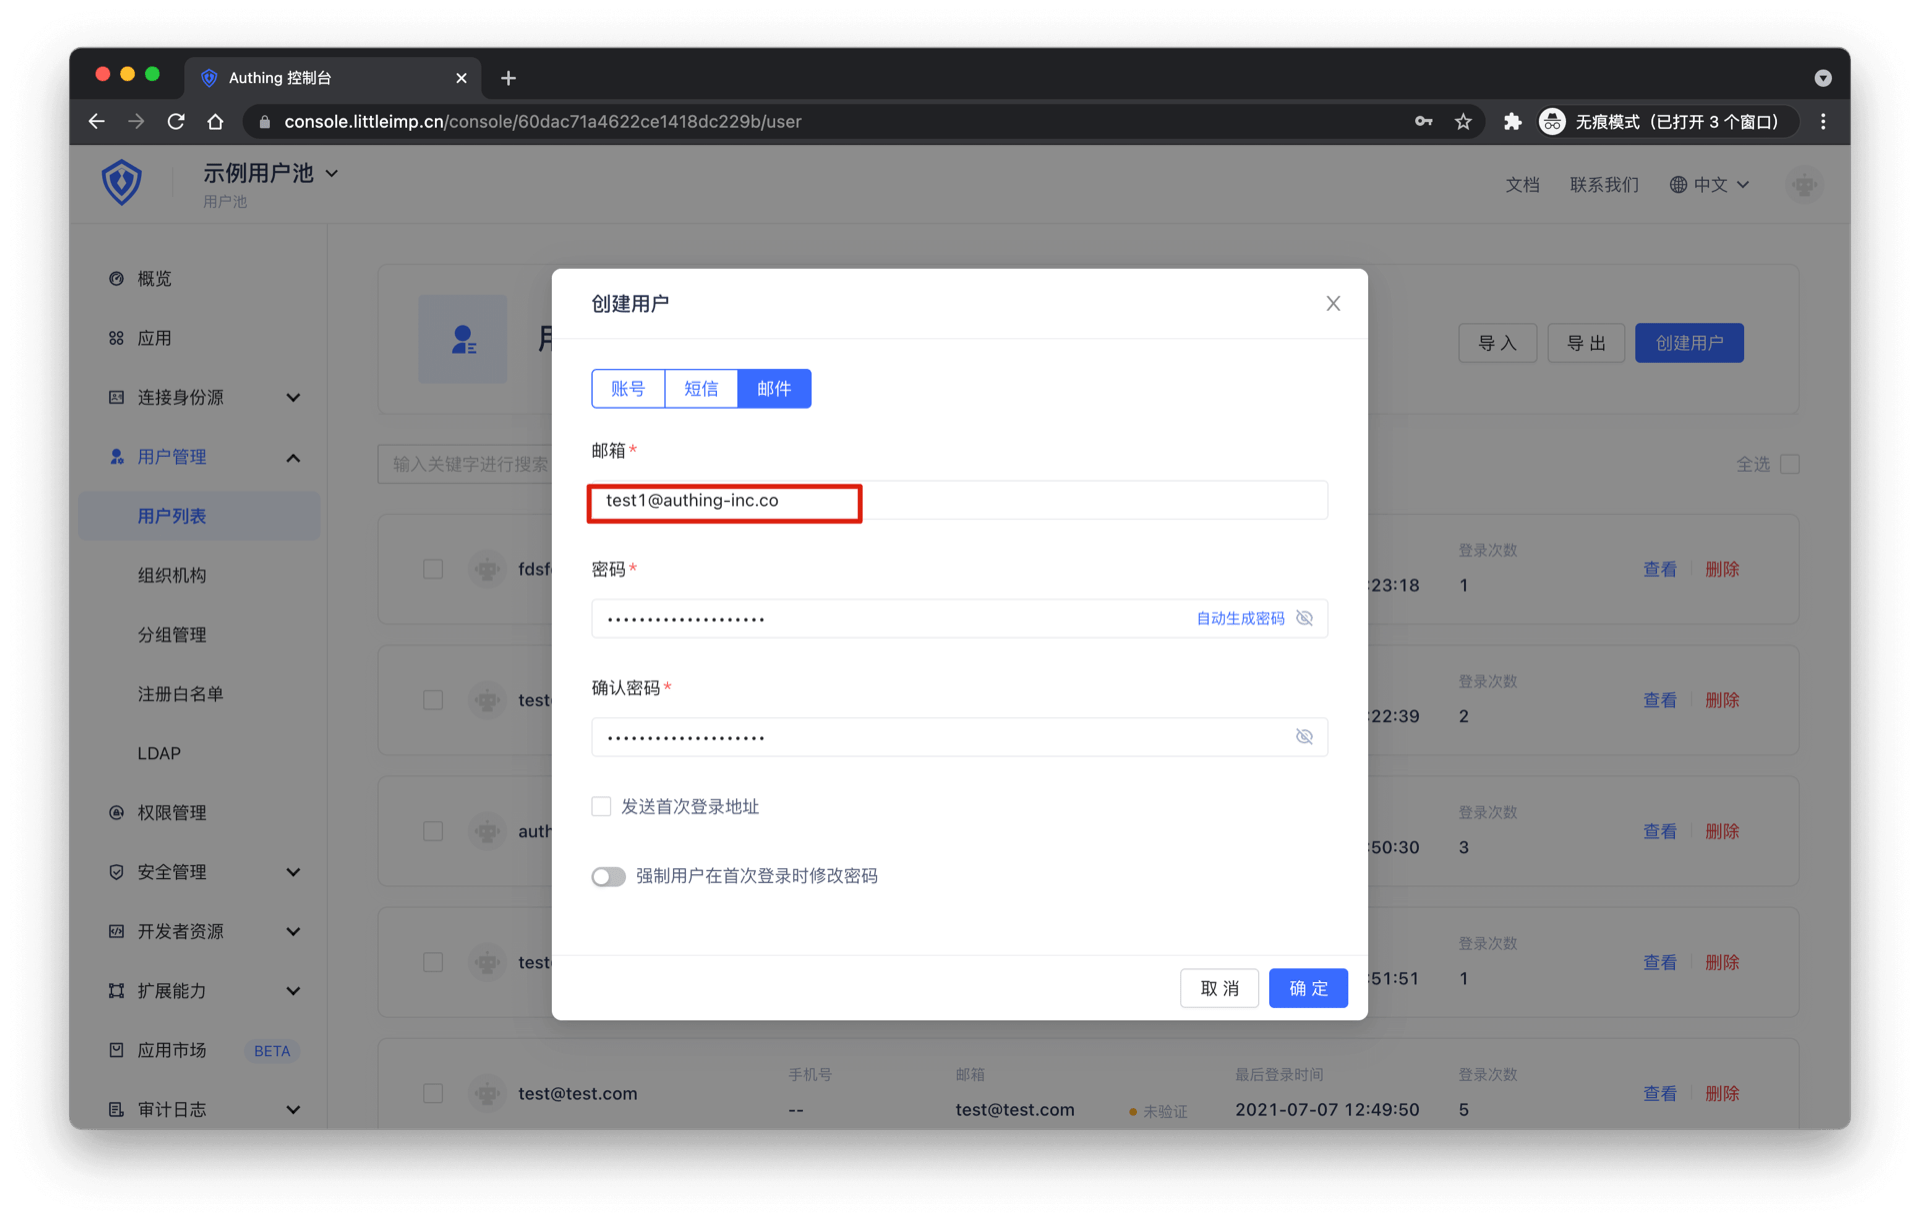 Authing 控制台
console.littleimp.cn/console/60dac71a4622ce1418dc229b/user
无痕模式（已打开 3 个窗口）
示例用户池
用户池
文档
联系我们
中文
概览
应用
连接身份源
用户管理
用户列表
组织机构
分组管理
注册白名单
LDAP
权限管理
安全管理
开发者资源
扩展能力
应用市场 BETA
审计日志
导 入
导 出
创建用户
输入关键字进行搜索
全选
创建用户
账号
短信
邮件
邮箱*
test1@authing-inc.co
密码*
••••••••••••••••••••
自动生成密码
确认密码*
••••••••••••••••••••
发送首次登录地址
强制用户在首次登录时修改密码
取 消
确 定
fdsf
登录次数
:23:18
1
查看
删除
test
登录次数
:22:39
2
查看
删除
auth
登录次数
:50:30
3
查看
删除
test
登录次数
:51:51
1
查看
删除
test@test.com
手机号
--
邮箱
test@test.com
未验证
最后登录时间
2021-07-07 12:49:50
登录次数
5
查看
删除